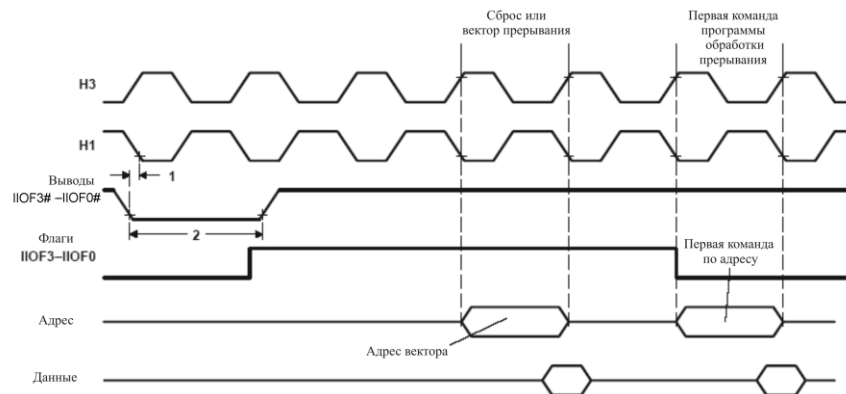 Сброс или
вектор прерывания
Первая команда
программы
обработки
прерывания
H3
H1
1
Выводы
IIOF3# –IIOF0#
2
Флаги
IIOF3–IIOF0
Первая команда
по адресу
Адрес
Адрес вектора
Данные